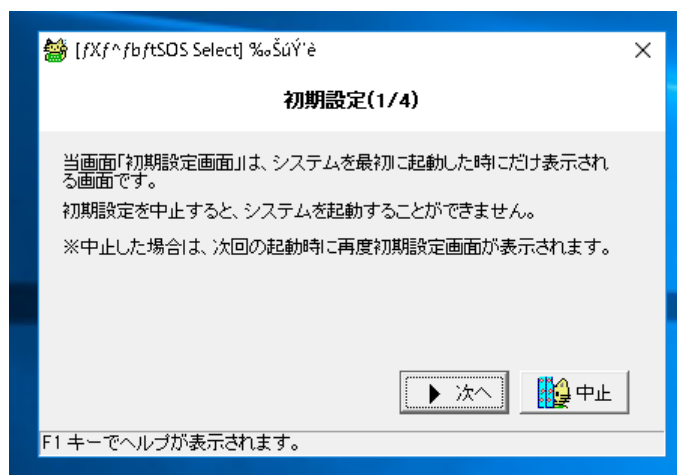 [ƒXƒ^ƒbƒtSOS Select] ‰ŠúÝ’è
初期設定(1/4)
当画面「初期設定画面」は、システムを最初に起動した時にだけ表示され
る画面です。
初期設定を中止すると、システムを起動することができません。
※中止した場合は、次回の起動時に再度初期設定画面が表示されます。
次へ
中止
F1 キーでヘルプが表示されます。